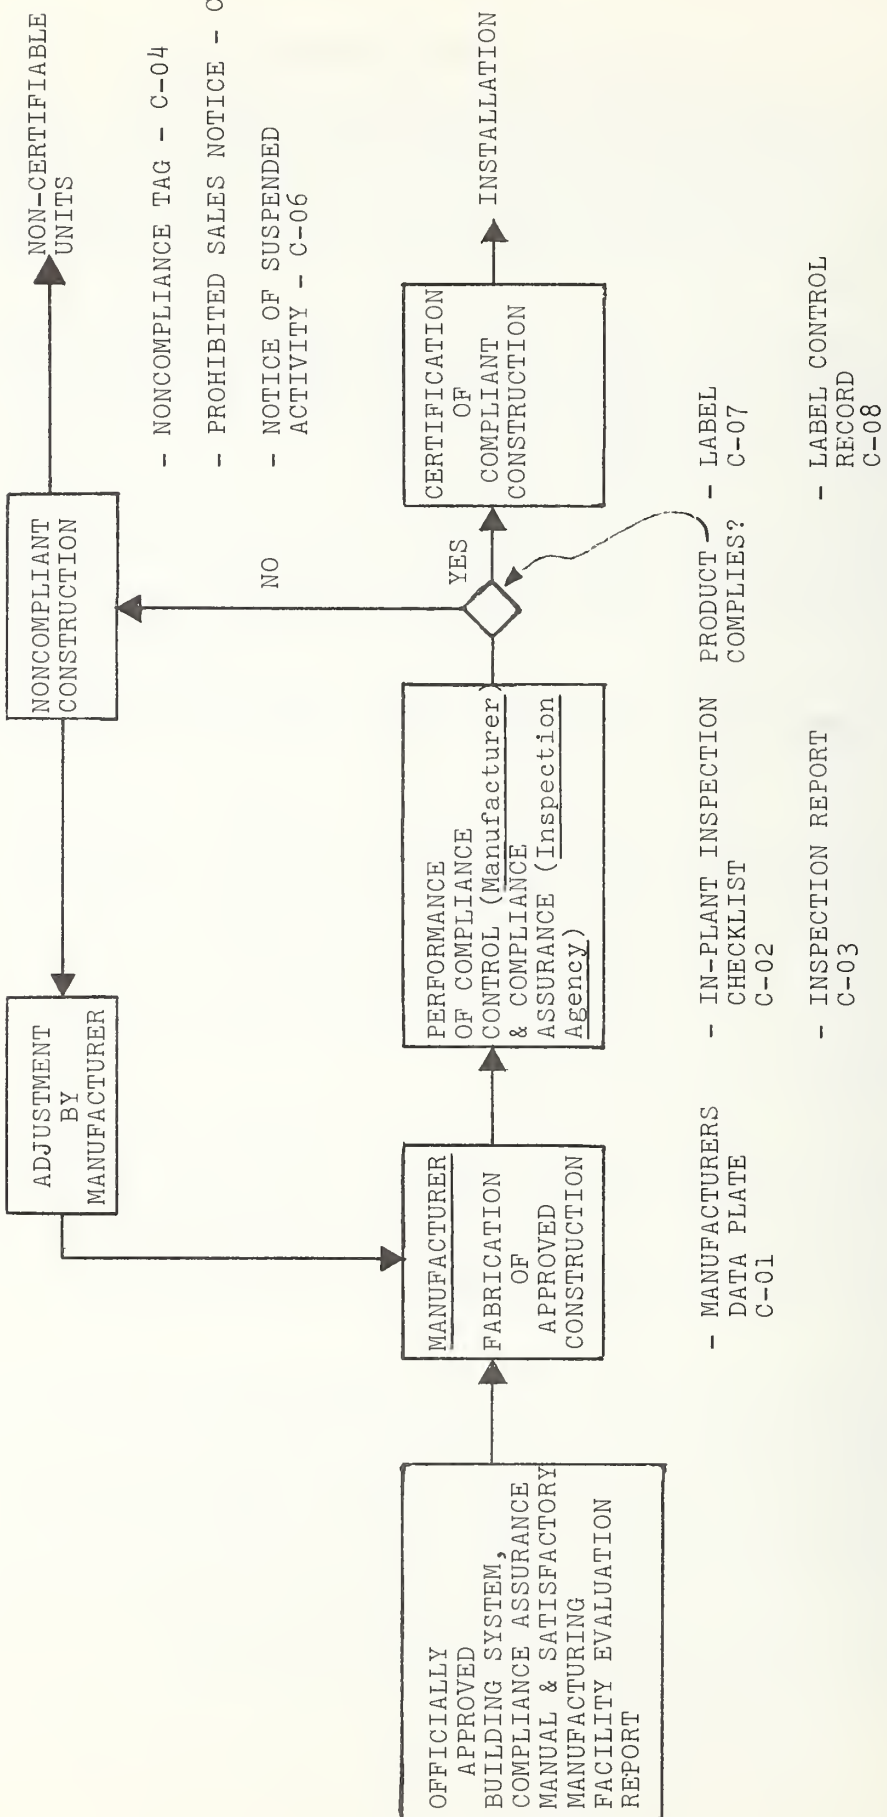 OFFICIALLY
APPROVED
BUILDING SYSTEM,
COMPLIANCE ASSURANCE
MANUAL & SATISFACTORY
MANUFACTURING
FACILITY EVALUATION
REPORT
MANUFACTURER
FABRICATION
OF
APPROVED
CONSTRUCTION
- MANUFACTURERS
DATA PLATE
C-01
ADJUSTMENT
BY
MANUFACTURER
PERFORMANCE
OF COMPLIANCE
CONTROL (Manufacturer)
& COMPLIANCE
ASSURANCE (Inspection
Agency)
- IN-PLANT INSPECTION
CHECKLIST
C-02
- INSPECTION REPORT
C-03
NONCOMPLIANT
CONSTRUCTION
NO
YES
PRODUCT
COMPLIES?
CERTIFICATION
OF
COMPLIANT
CONSTRUCTION
- LABEL
C-07
- LABEL CONTROL
RECORD
C-08
NON-CERTIFIABLE
UNITS
- NONCOMPLIANCE TAG - C-04
- PROHIBITED SALES NOTICE - C
- NOTICE OF SUSPENDED
ACTIVITY - C-06
INSTALLATION